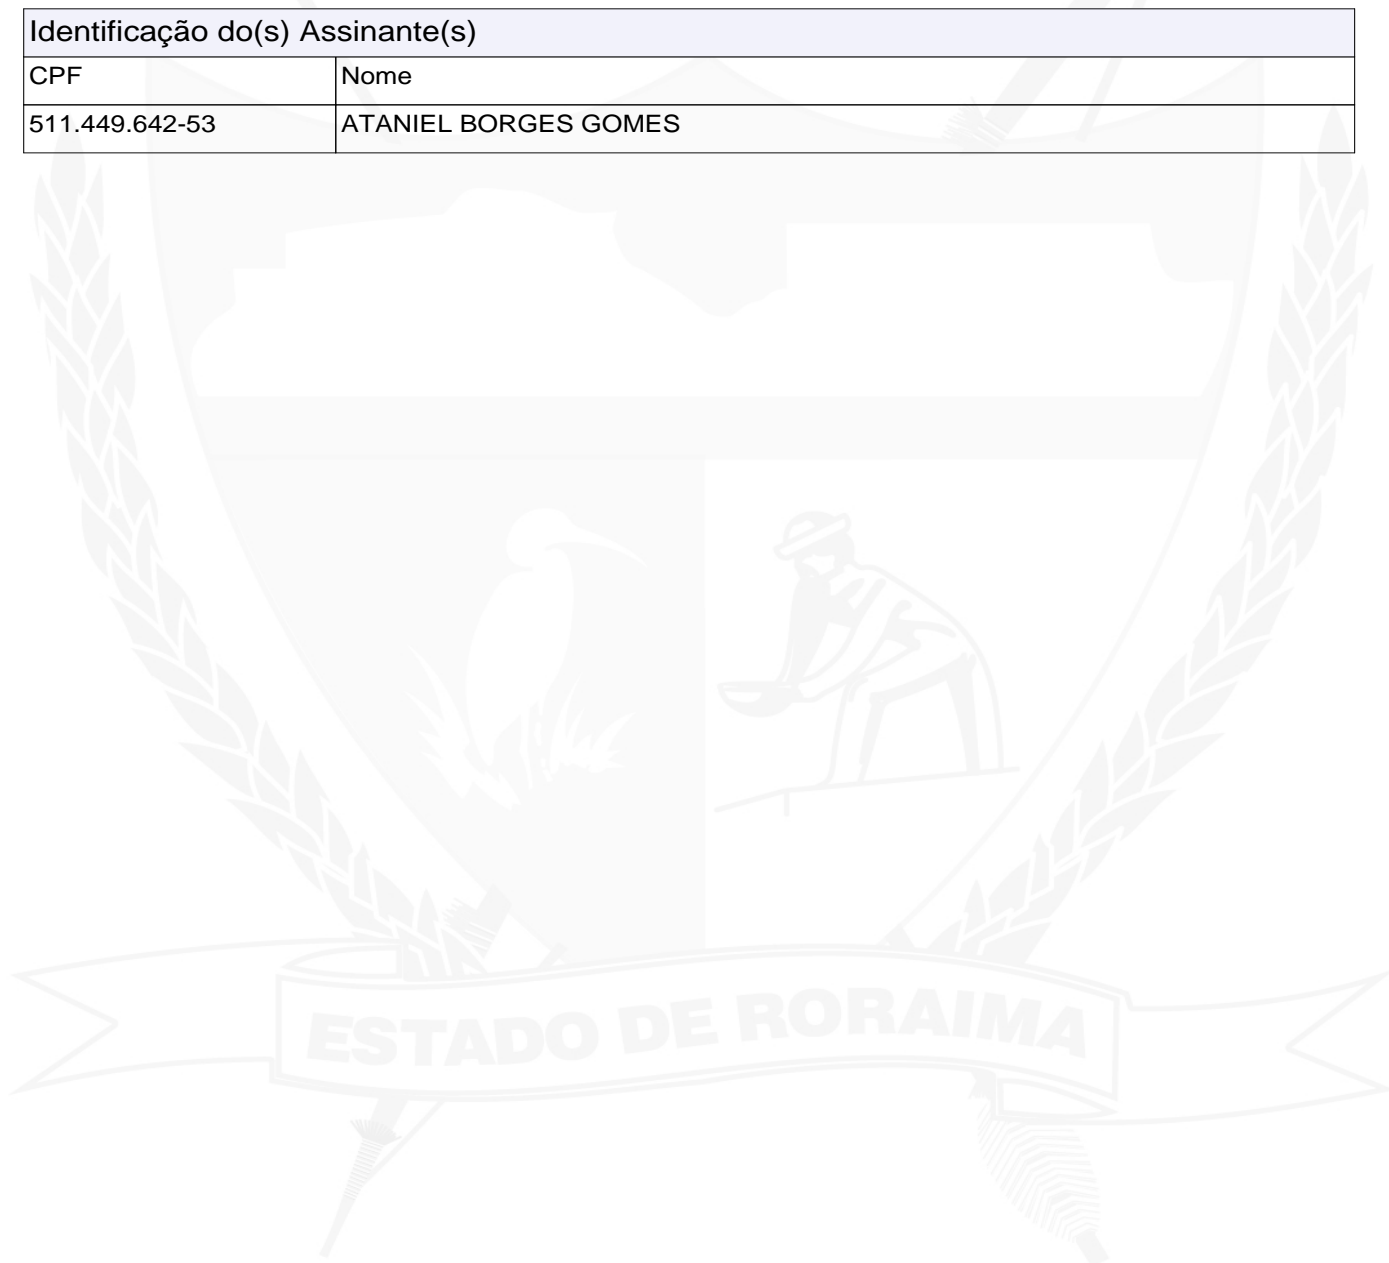 Identificação do(s) Assinante(s)
CPF Nome
511.449.642-53 ATANIEL BORGES GOMES
ESTADO DE RORAIMA